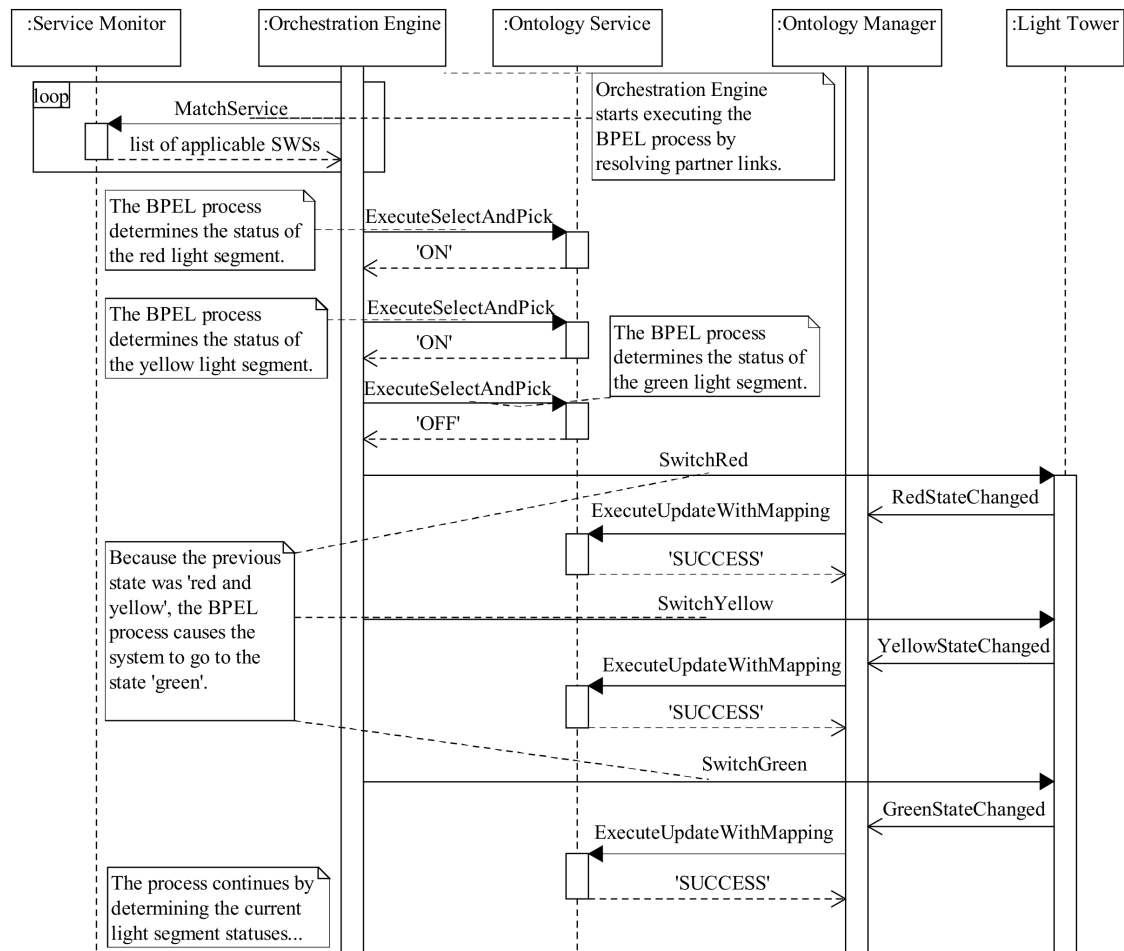 :Service Monitor
:Orchestration Engine
:Ontology Service
:Ontology Manager
:Light Tower
loop
MatchService
list of applicable SWSs
Orchestration Engine
starts executing the
BPEL process by
resolving partner links.
The BPEL process
determines the status of
the red light segment.
ExecuteSelectAndPick
'ON'
The BPEL process
determines the status of
the yellow light segment.
ExecuteSelectAndPick
'ON'
The BPEL process
determines the status of
the green light segment.
ExecuteSelectAndPick
'OFF'
SwitchRed
RedStateChanged
ExecuteUpdateWithMapping
'SUCCESS'
Because the previous
state was 'red and
yellow', the BPEL
process causes the
system to go to the
state 'green'.
SwitchYellow
YellowStateChanged
ExecuteUpdateWithMapping
'SUCCESS'
SwitchGreen
GreenStateChanged
ExecuteUpdateWithMapping
'SUCCESS'
The process continues by
determining the current
light segment statuses...